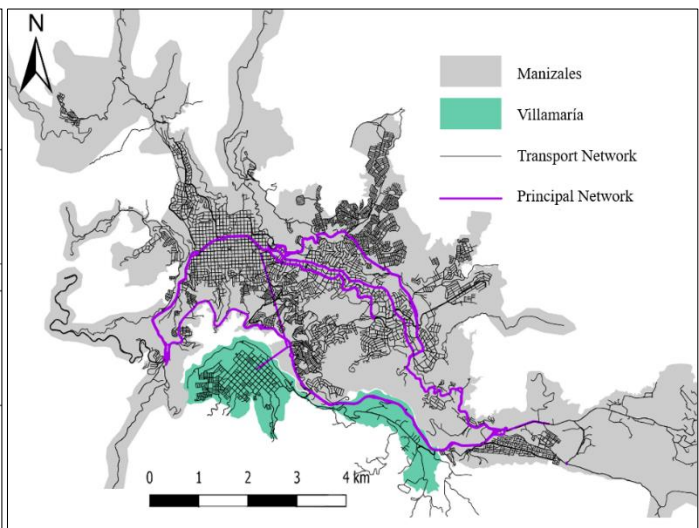 N
Manizales
Villamaría
Transport Network
Principal Network
0 1 2 3 4 km